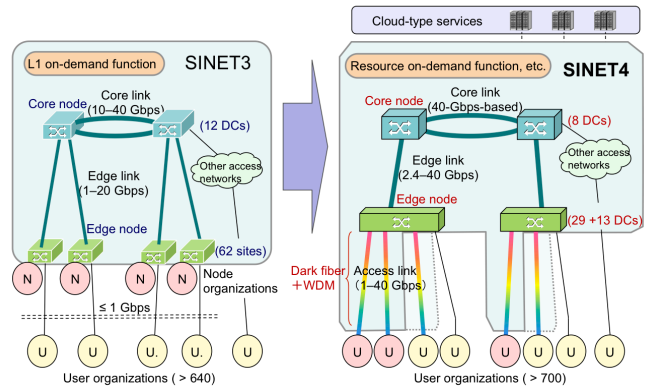 Cloud-type services
L1 on-demand function
SINET3
Core link
(10–40 Gbps)
Core node
(12 DCs)
Other access
networks
Edge link
(1–20 Gbps)
Edge node
(62 sites)
N
N
N
N
Node
organizations
≤ 1 Gbps
U
U
U.
U.
U
User organizations ( > 640)
Resource on-demand function, etc.
SINET4
Core link
(40-Gbps-based)
Core node
(8 DCs)
Other access
networks
Edge link
(2.4–40 Gbps)
Edge node
(29 +13 DCs)
Dark fiber
+WDM
Access link
(1–40 Gbps)
U
U
U
U
U
U
U
U
User organizations ( >700)